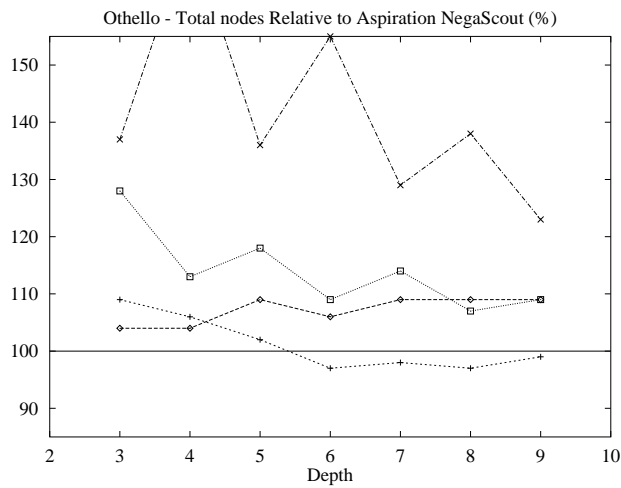 Othello - Total nodes Relative to Aspiration NegaScout (%)
150
140
130
120
110
100
90
2 3 4 5 6 7 8 9 10
Depth